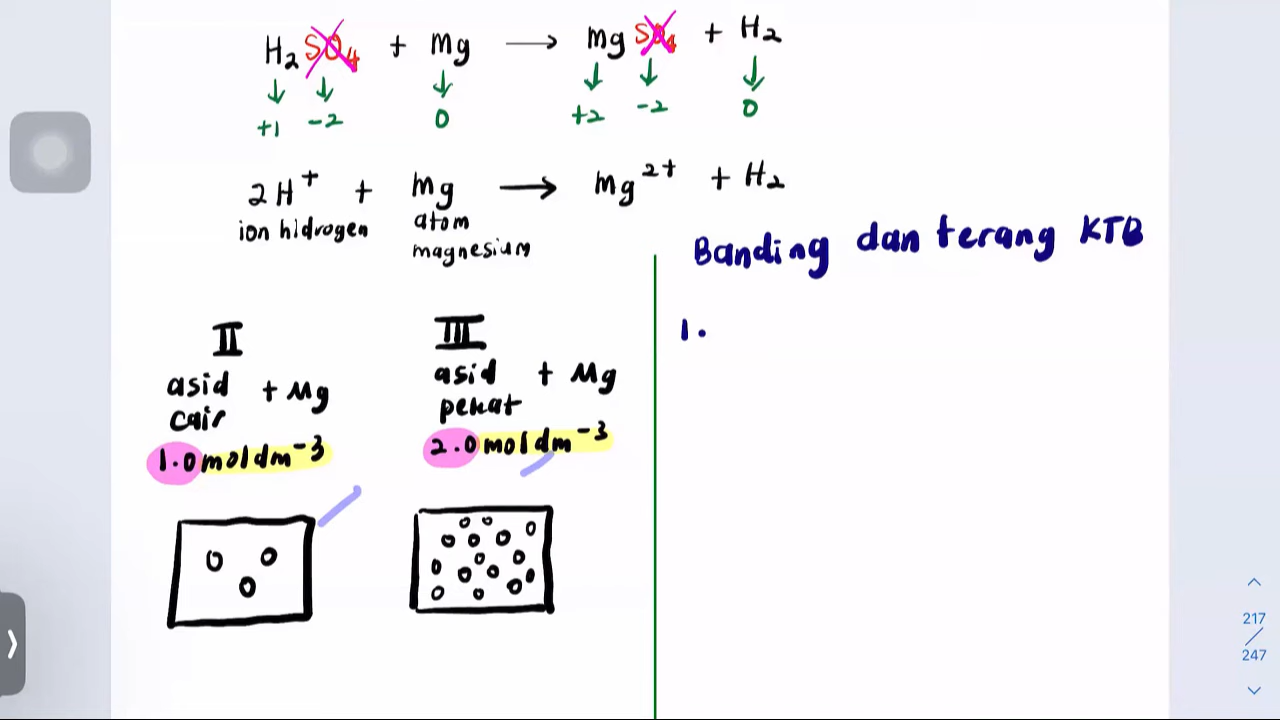 H₂SO₄ + Mg → MgSO₄ + H₂
+1 -2 0 +2 -2 0
2H⁺ + Mg → Mg²⁺ + H₂
ion hidrogen atom magnesium
Banding dan terang KTB
1.
II
asid cair + Mg
1.0 moldm⁻³
III
asid pekat + Mg
2.0 moldm⁻³
217
247